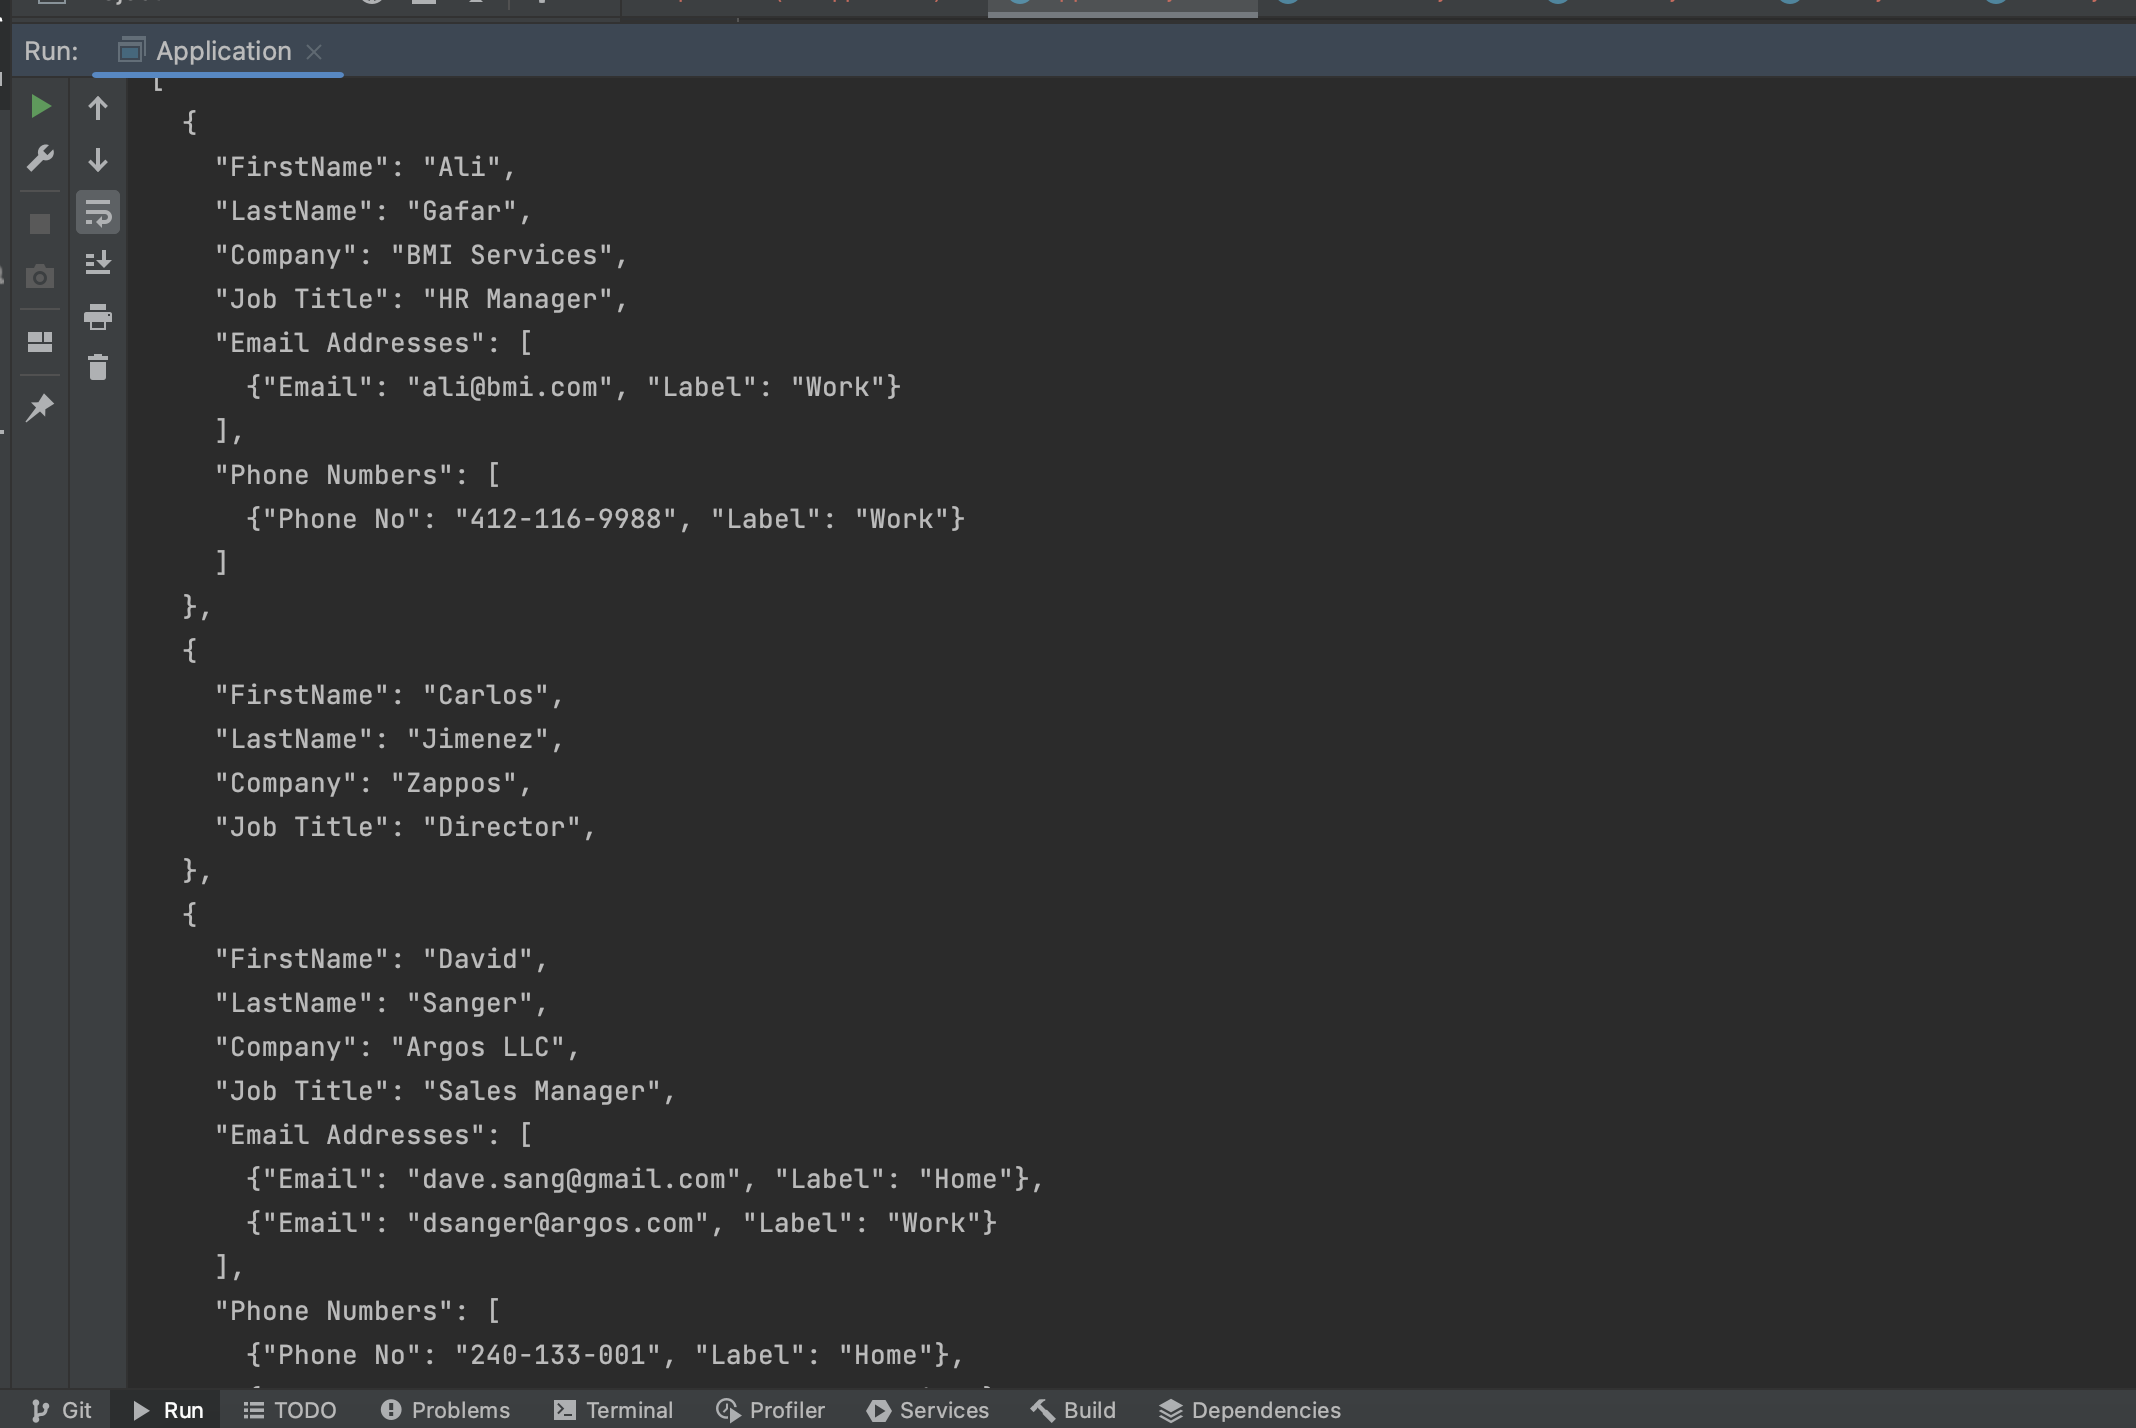 Run: Application
[
{
"FirstName": "Ali",
"LastName": "Gafar",
"Company": "BMI Services",
"Job Title": "HR Manager",
"Email Addresses": [
{"Email": "ali@bmi.com", "Label": "Work"}
],
"Phone Numbers": [
{"Phone No": "412-116-9988", "Label": "Work"}
]
},
{
"FirstName": "Carlos",
"LastName": "Jimenez",
"Company": "Zappos",
"Job Title": "Director",
},
{
"FirstName": "David",
"LastName": "Sanger",
"Company": "Argos LLC",
"Job Title": "Sales Manager",
"Email Addresses": [
{"Email": "dave.sang@gmail.com", "Label": "Home"},
{"Email": "dsanger@argos.com", "Label": "Work"}
],
"Phone Numbers": [
{"Phone No": "240-133-001", "Label": "Home"},
Git Run TODO Problems Terminal Profiler Services Build Dependencies